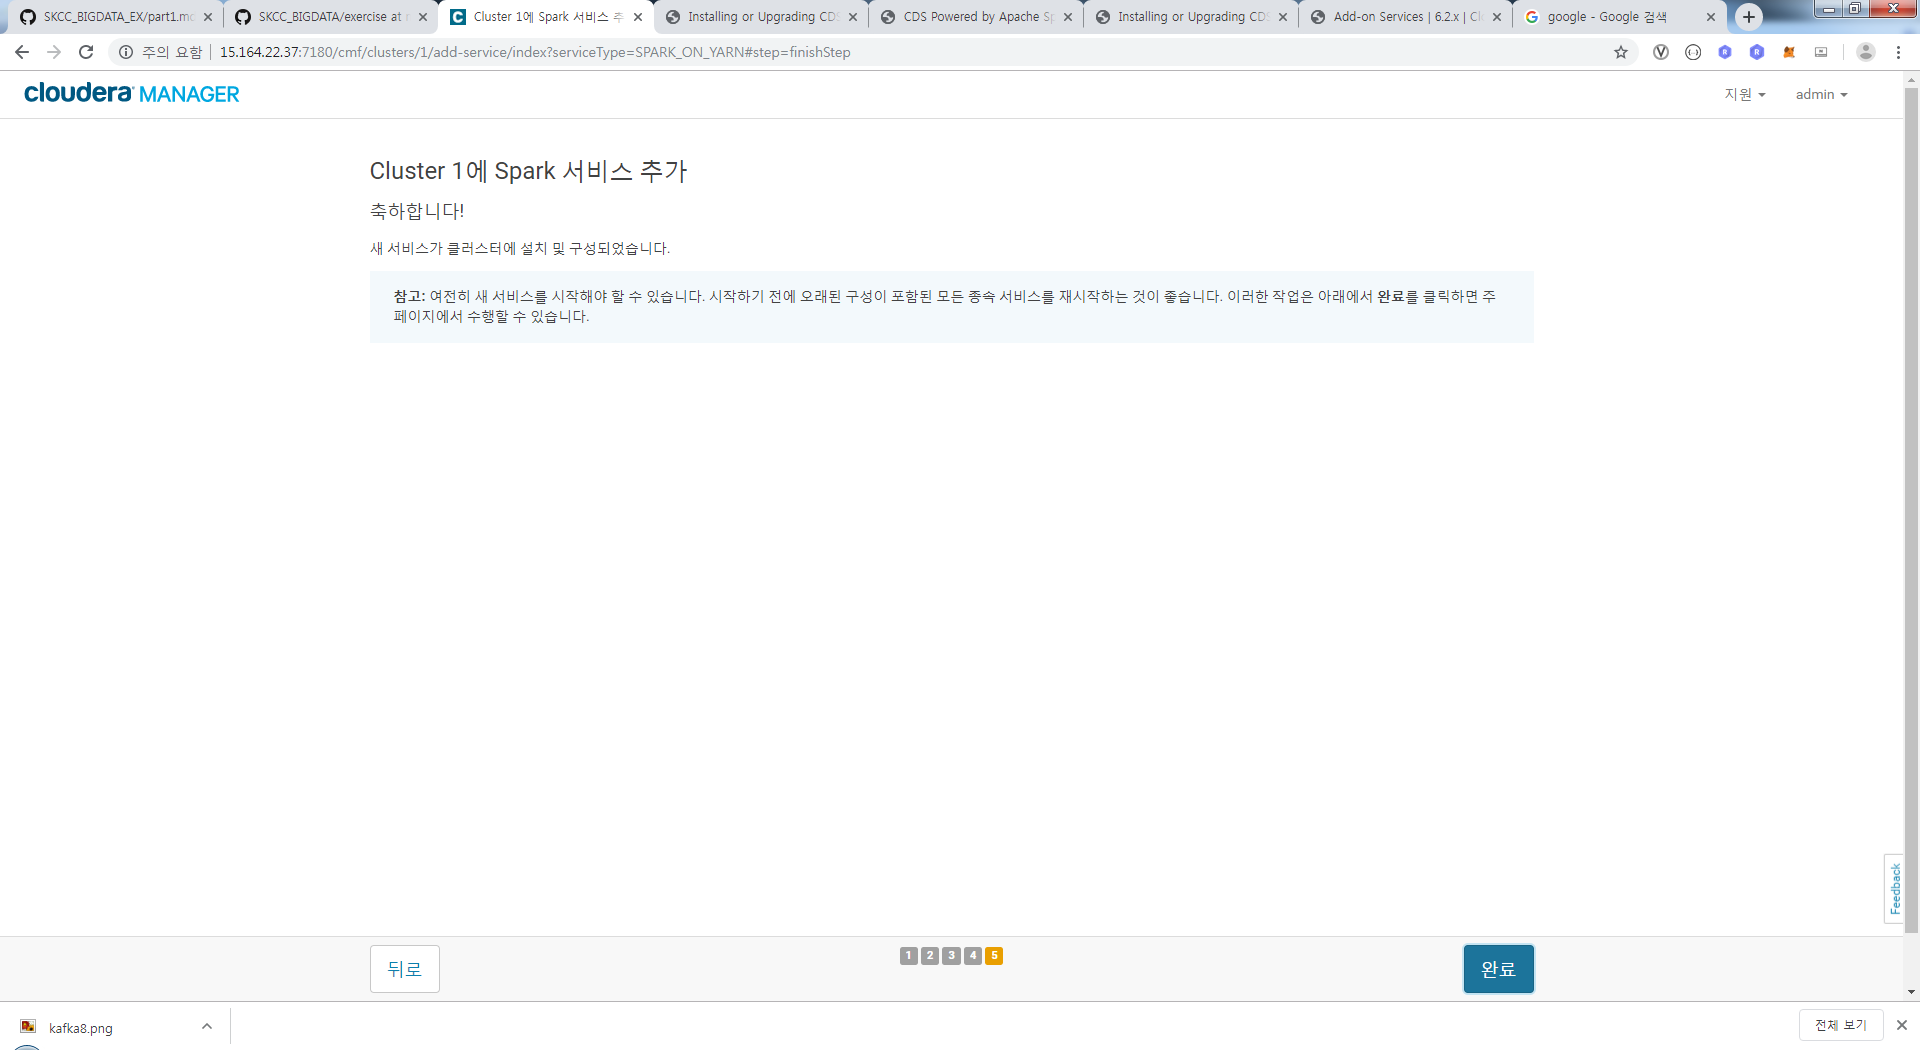 SKCC_BIGDATA_EX/part1.mc
SKCC_BIGDATA/exercise at
Cluster 1에 Spark 서비스 추
Installing or Upgrading CDS
CDS Powered by Apache Sp
Installing or Upgrading CDS
Add-on Services | 6.2.x | Cl
google - Google 검색
주의 요함
15.164.22.37:7180/cmf/clusters/1/add-service/index?serviceType=SPARK_ON_YARN#step=finishStep
cloudera MANAGER
지원
admin
Cluster 1에 Spark 서비스 추가
축하합니다!
새 서비스가 클러스터에 설치 및 구성되었습니다.
참고: 여전히 새 서비스를 시작해야 할 수 있습니다. 시작하기 전에 오래된 구성이 포함된 모든 종속 서비스를 재시작하는 것이 좋습니다. 이러한 작업은 아래에서 완료를 클릭하면 주
페이지에서 수행할 수 있습니다.
Feedback
뒤로
1 2 3 4 5
완료
kafka8.png
전체 보기